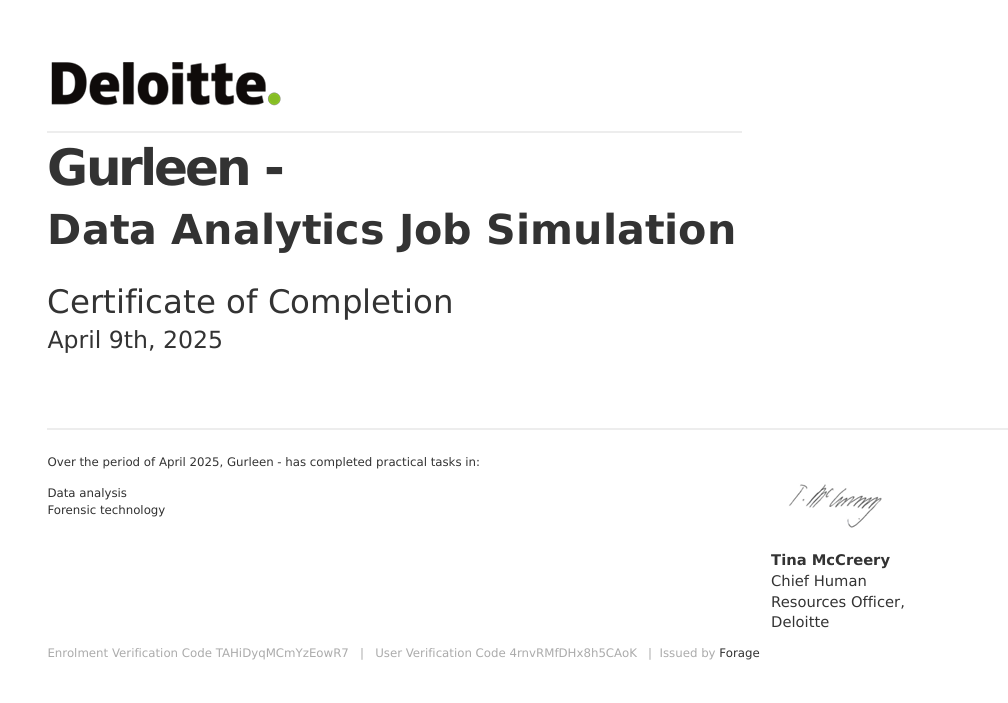 Deloitte.
Gurleen -
Data Analytics Job Simulation
Certificate of Completion
April 9th, 2025
Over the period of April 2025, Gurleen - has completed practical tasks in:
Data analysis
Forensic technology
T. McCreery
Tina McCreery
Chief Human
Resources Officer,
Deloitte
Enrolment Verification Code TAHiDyqMCmYzEowR7 | User Verification Code 4rnvRMfDHx8h5CAoK | Issued by Forage